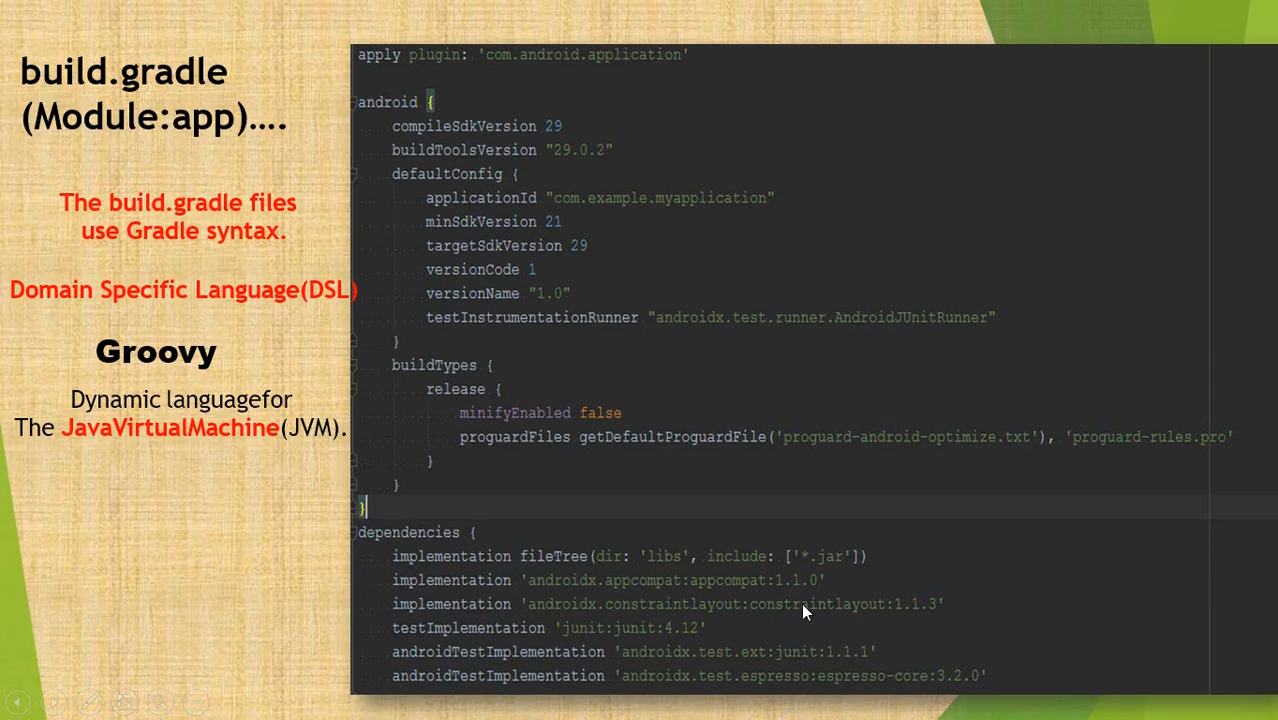 build.gradle
(Module:app)....
The build.gradle files
use Gradle syntax.
Domain Specific Language(DSL)
Groovy
Dynamic languagefor
The JavaVirtualMachine(JVM).
apply plugin: 'com.android.application'
android {
compileSdkVersion 29
buildToolsVersion "29.0.2"
defaultConfig {
applicationId "com.example.myapplication"
minSdkVersion 21
targetSdkVersion 29
versionCode 1
versionName "1.0"
testInstrumentationRunner "androidx.test.runner.AndroidJUnitRunner"
}
buildTypes {
release {
minifyEnabled false
proguardFiles getDefaultProguardFile('proguard-android-optimize.txt'), 'proguard-rules.pro'
}
}
}
dependencies {
implementation fileTree(dir: 'libs', include: ['*.jar'])
implementation 'androidx.appcompat:appcompat:1.1.0'
implementation 'androidx.constraintlayout:constraintlayout:1.1.3'
testImplementation 'junit:junit:4.12'
androidTestImplementation 'androidx.test.ext:junit:1.1.1'
androidTestImplementation 'androidx.test.espresso:espresso-core:3.2.0'